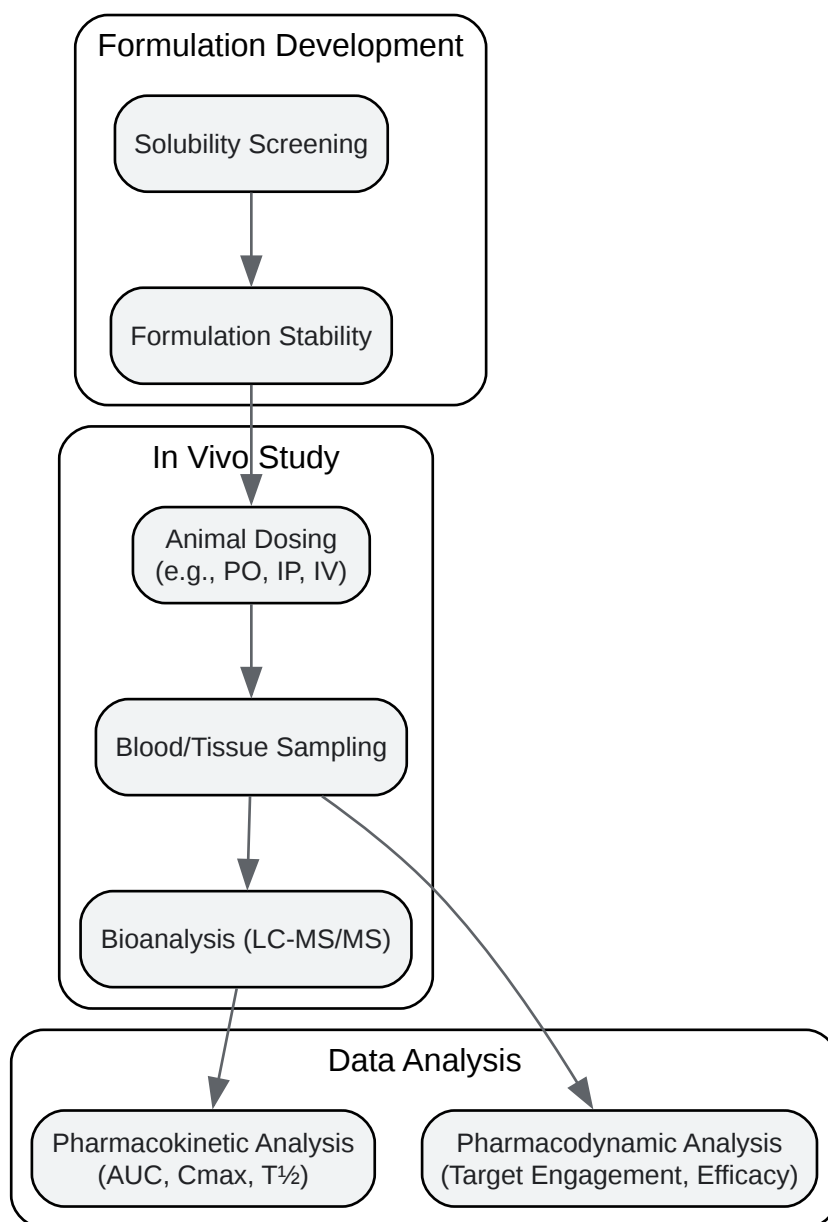 Formulation Development
Solubility Screening
Formulation Stability
In Vivo Study
Animal Dosing
(e.g., PO, IP, IV)
Blood/Tissue Sampling
Bioanalysis (LC-MS/MS)
Data Analysis
Pharmacokinetic Analysis
(AUC, Cmax, T½)
Pharmacodynamic Analysis
(Target Engagement, Efficacy)